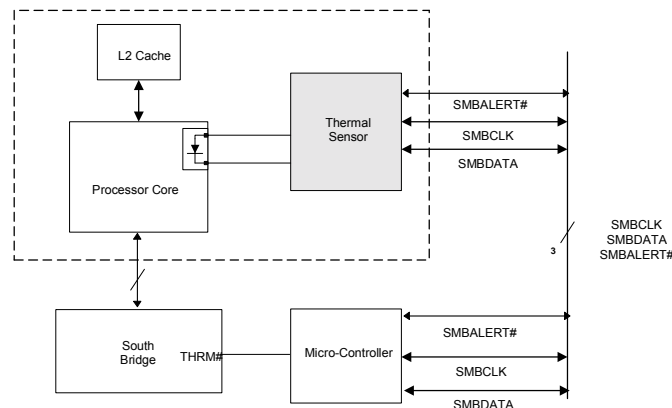 L2 Cache
Thermal
Sensor
SMBALERT#
SMBCLK
SMBDATA
Processor Core
SMBCLK
SMBDATA
SMBALERT#
3
South
Bridge
THRM#
Micro-Controller
SMBALERT#
SMBCLK
SMBDATA